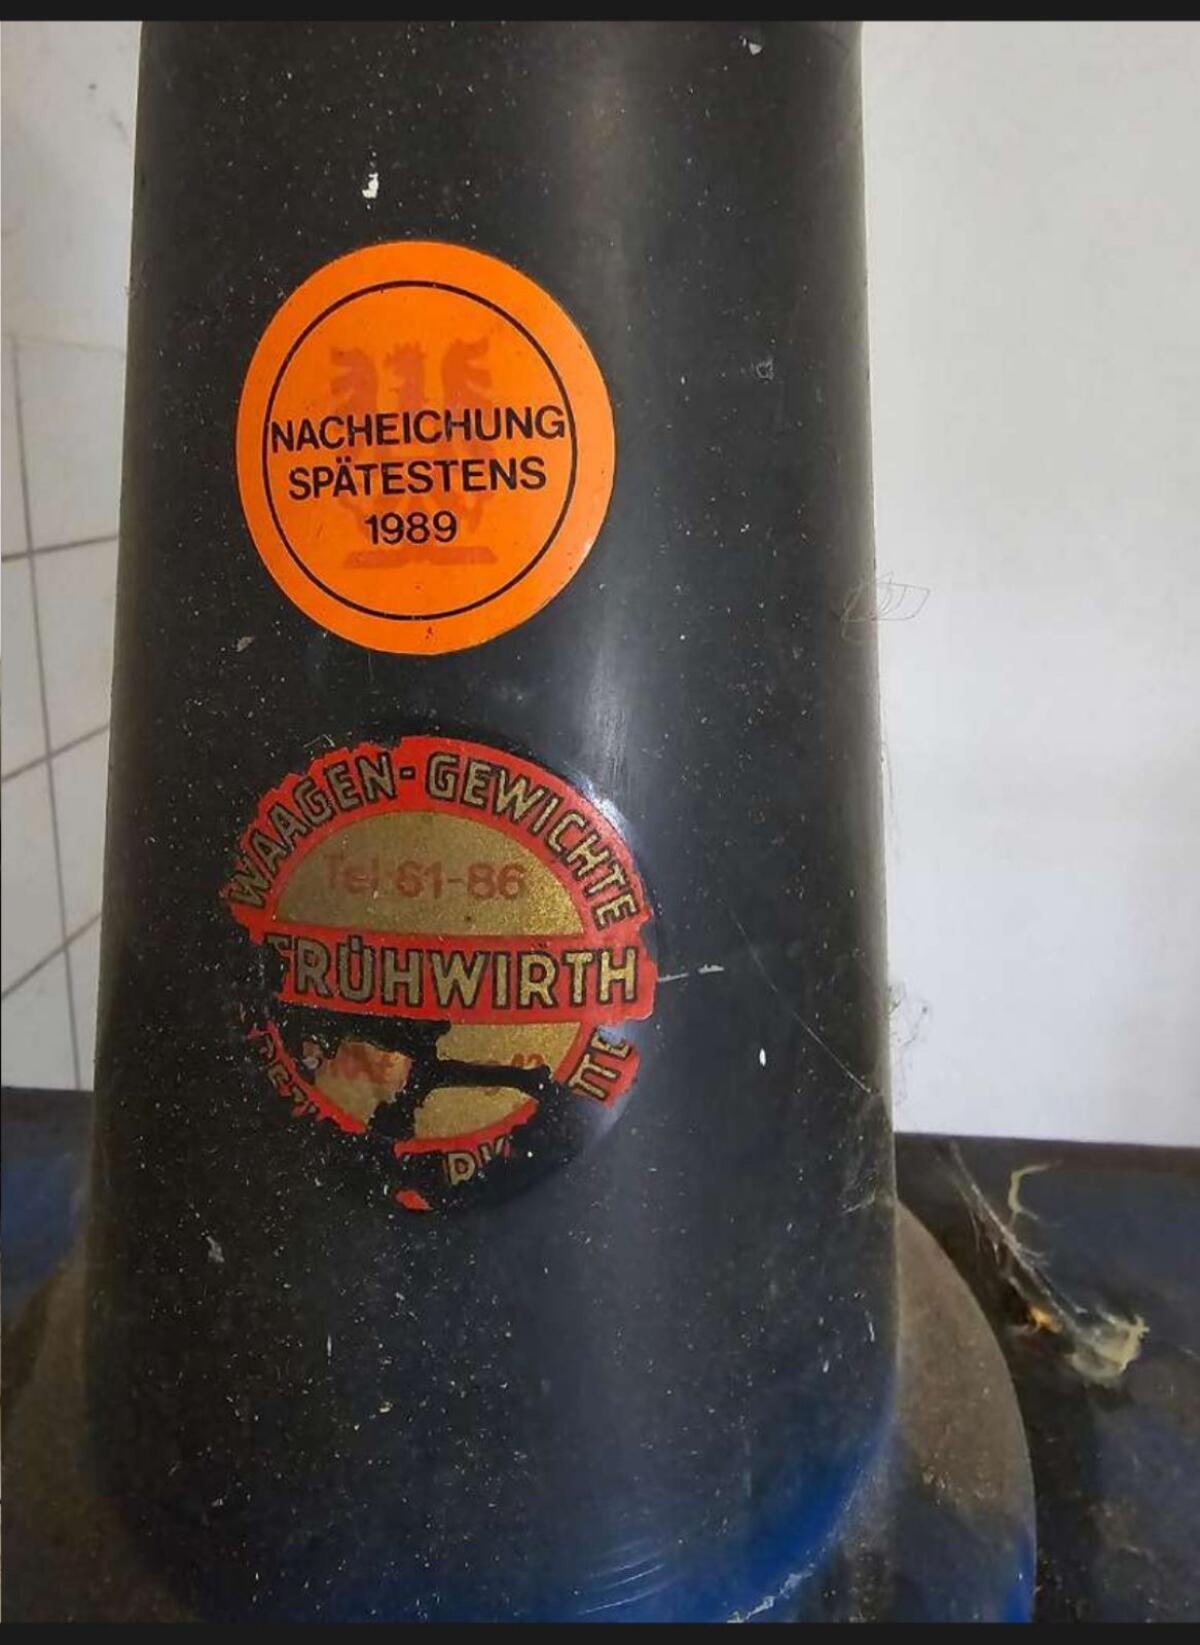 NACHEICHUNG
SPÄTESTENS
1989
WAAGEN-GEWICHTE
Tel 61-86
FRÜHWIRTH